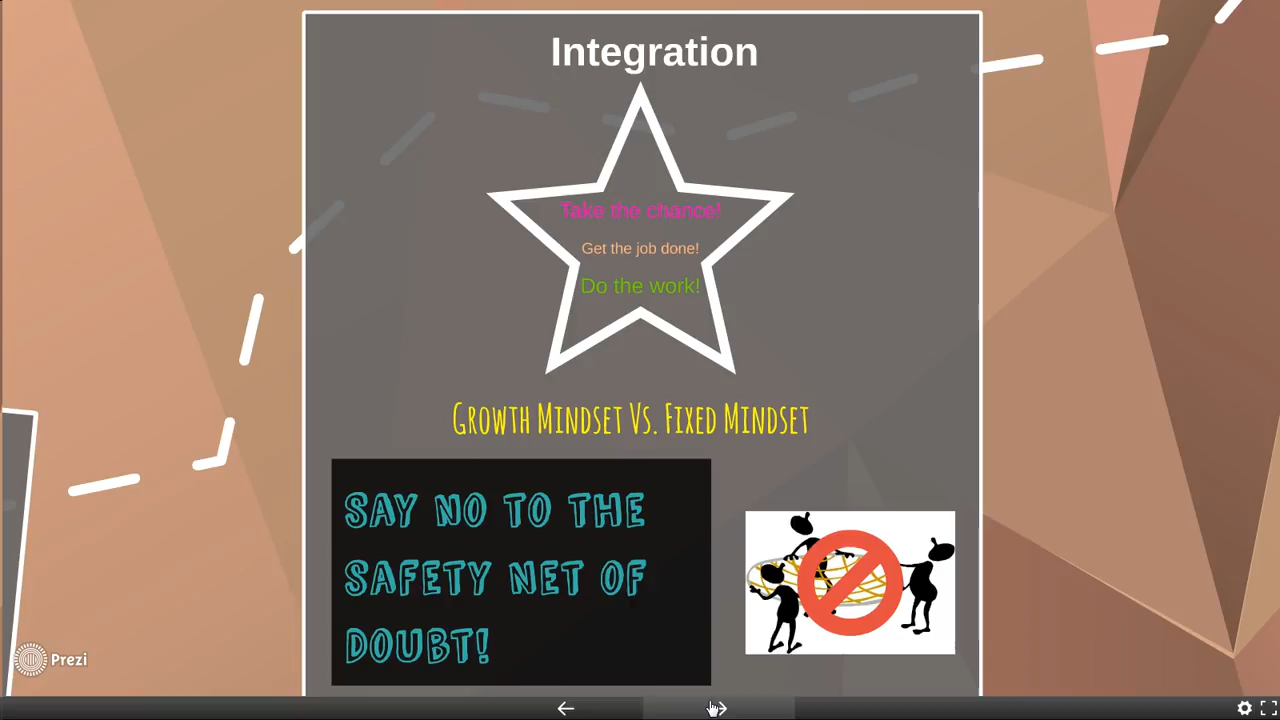 Integration
Take the chance!
Get the job done!
Do the work!
Growth Mindset Vs. Fixed Mindset
SAY NO TO THE
SAFETY NET OF
DOUBT!
Prezi